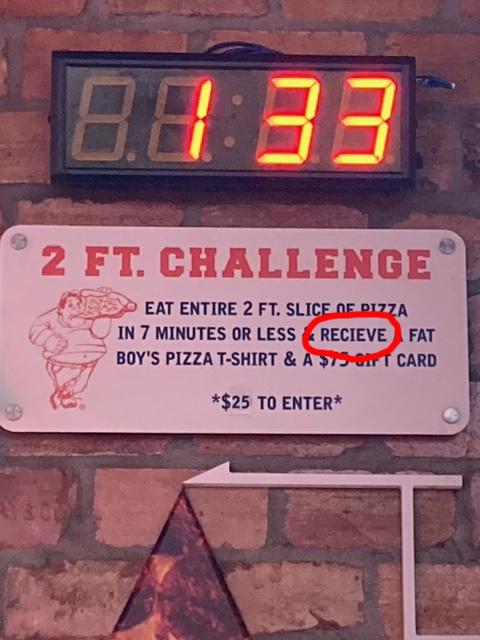 1 33
2 FT. CHALLENGE
EAT ENTIRE 2 FT. SLICE OF PIZZA
IN 7 MINUTES OR LESS & RECIEVE A FAT
BOY'S PIZZA T-SHIRT & A $75 GIFT CARD
*$25 TO ENTER*